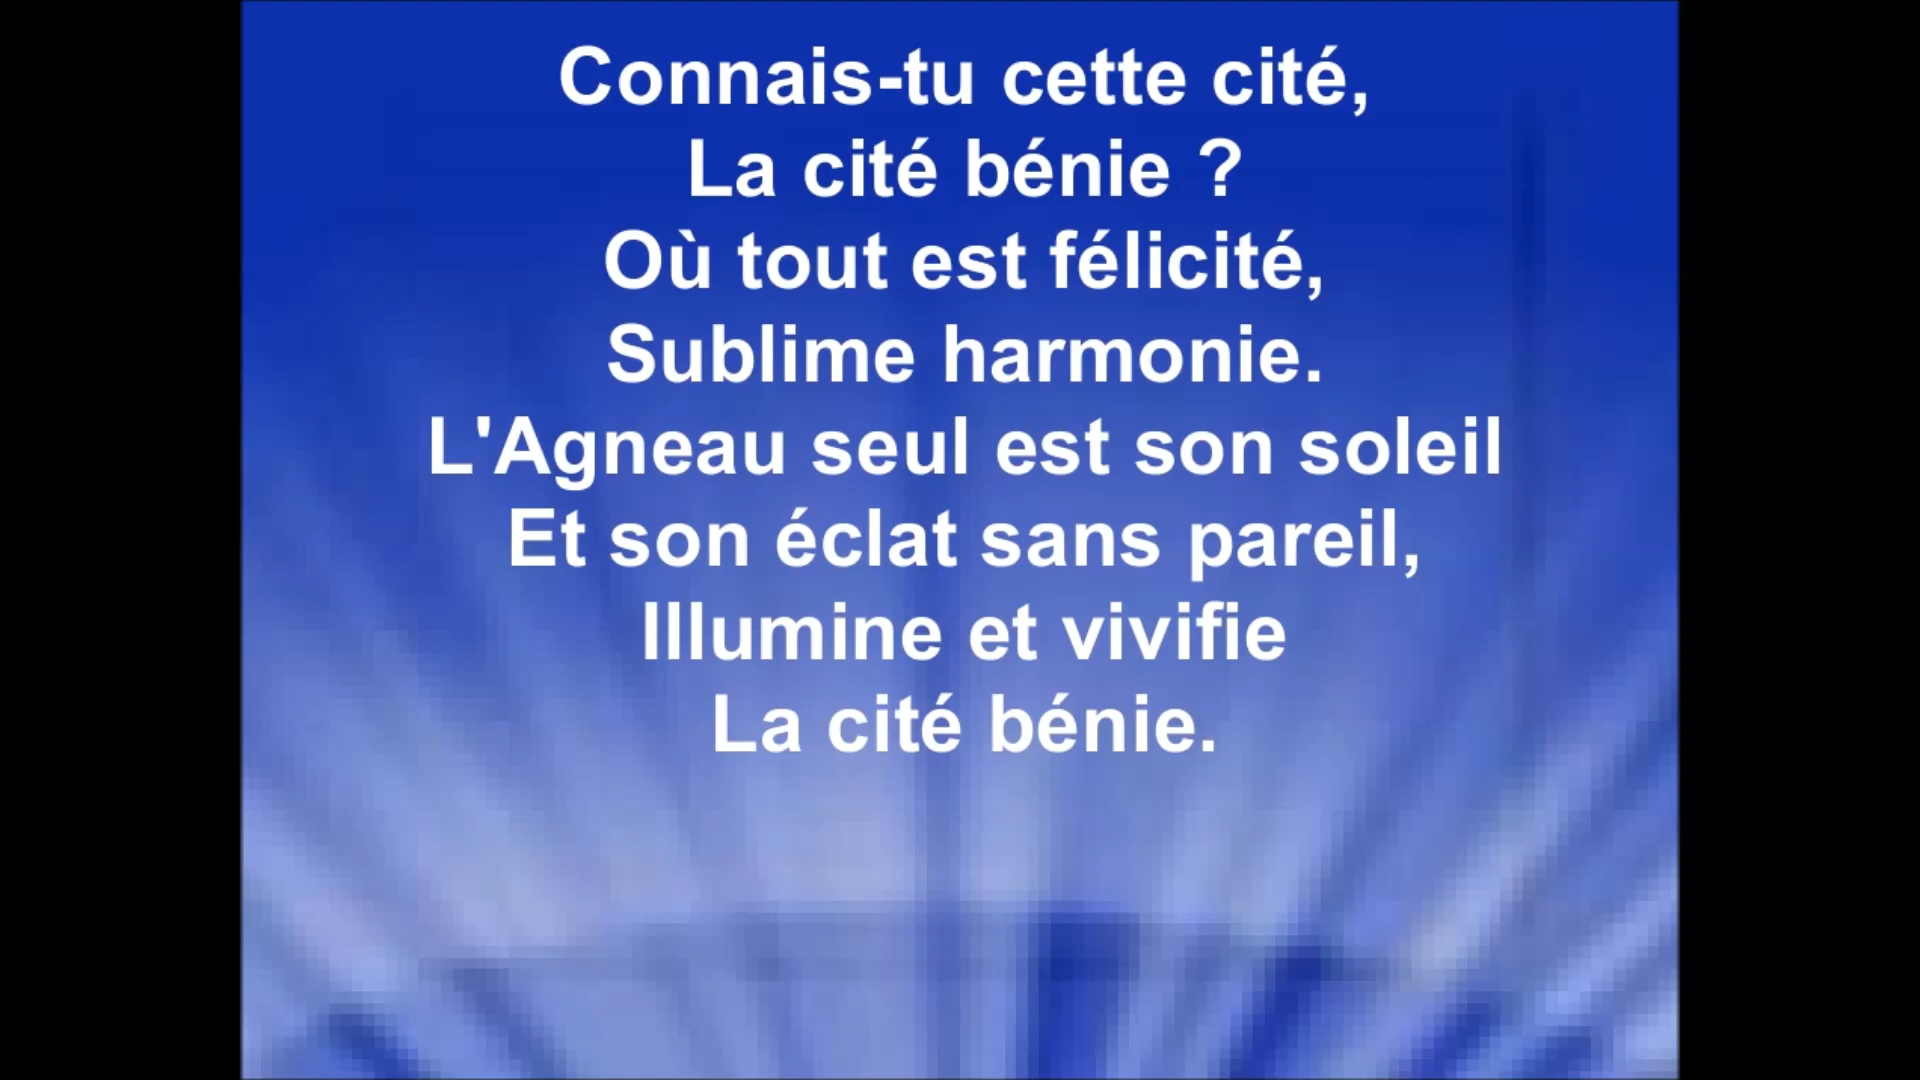 Connais-tu cette cité,
La cité bénie ?
Où tout est félicité,
Sublime harmonie.
L'Agneau seul est son soleil
Et son éclat sans pareil,
Illumine et vivifie
La cité bénie.